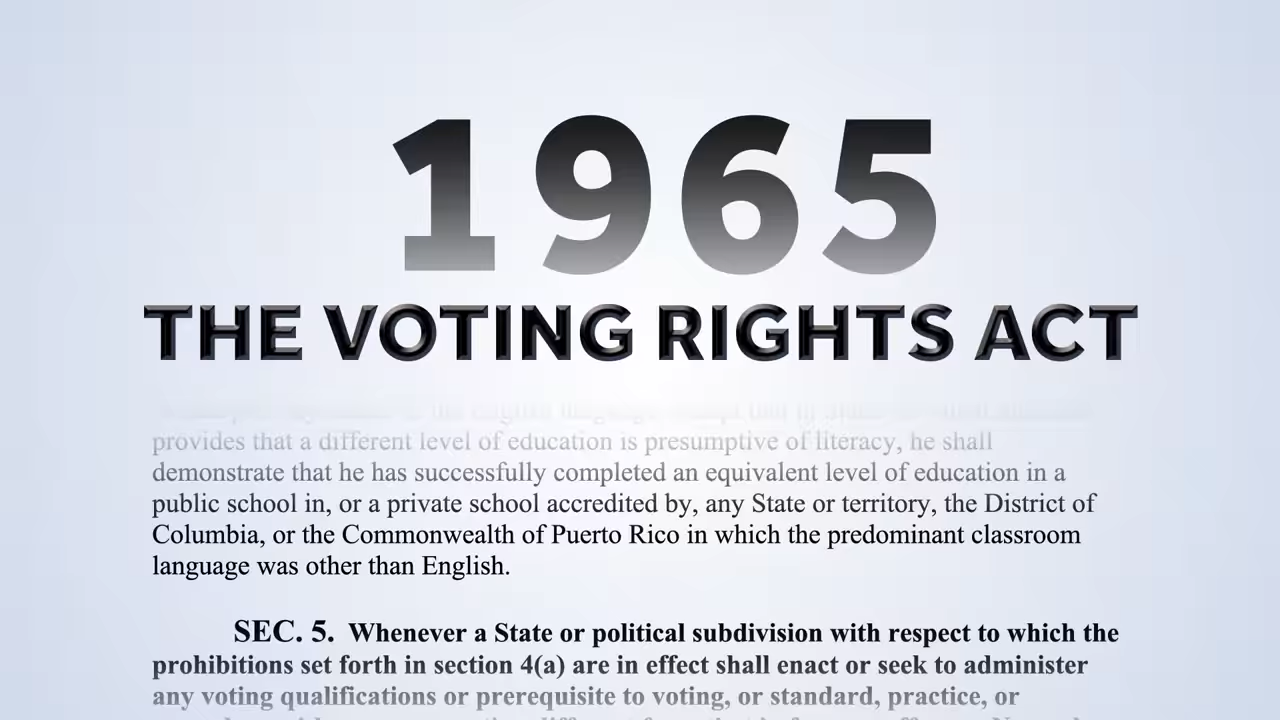 1965
THE VOTING RIGHTS ACT
provides that a different level of education is presumptive of literacy, he shall
demonstrate that he has successfully completed an equivalent level of education in a
public school in, or a private school accredited by, any State or territory, the District of
Columbia, or the Commonwealth of Puerto Rico in which the predominant classroom
language was other than English.
SEC. 5. Whenever a State or political subdivision with respect to which the
prohibitions set forth in section 4(a) are in effect shall enact or seek to administer
any voting qualifications or prerequisite to voting, or standard, practice, or